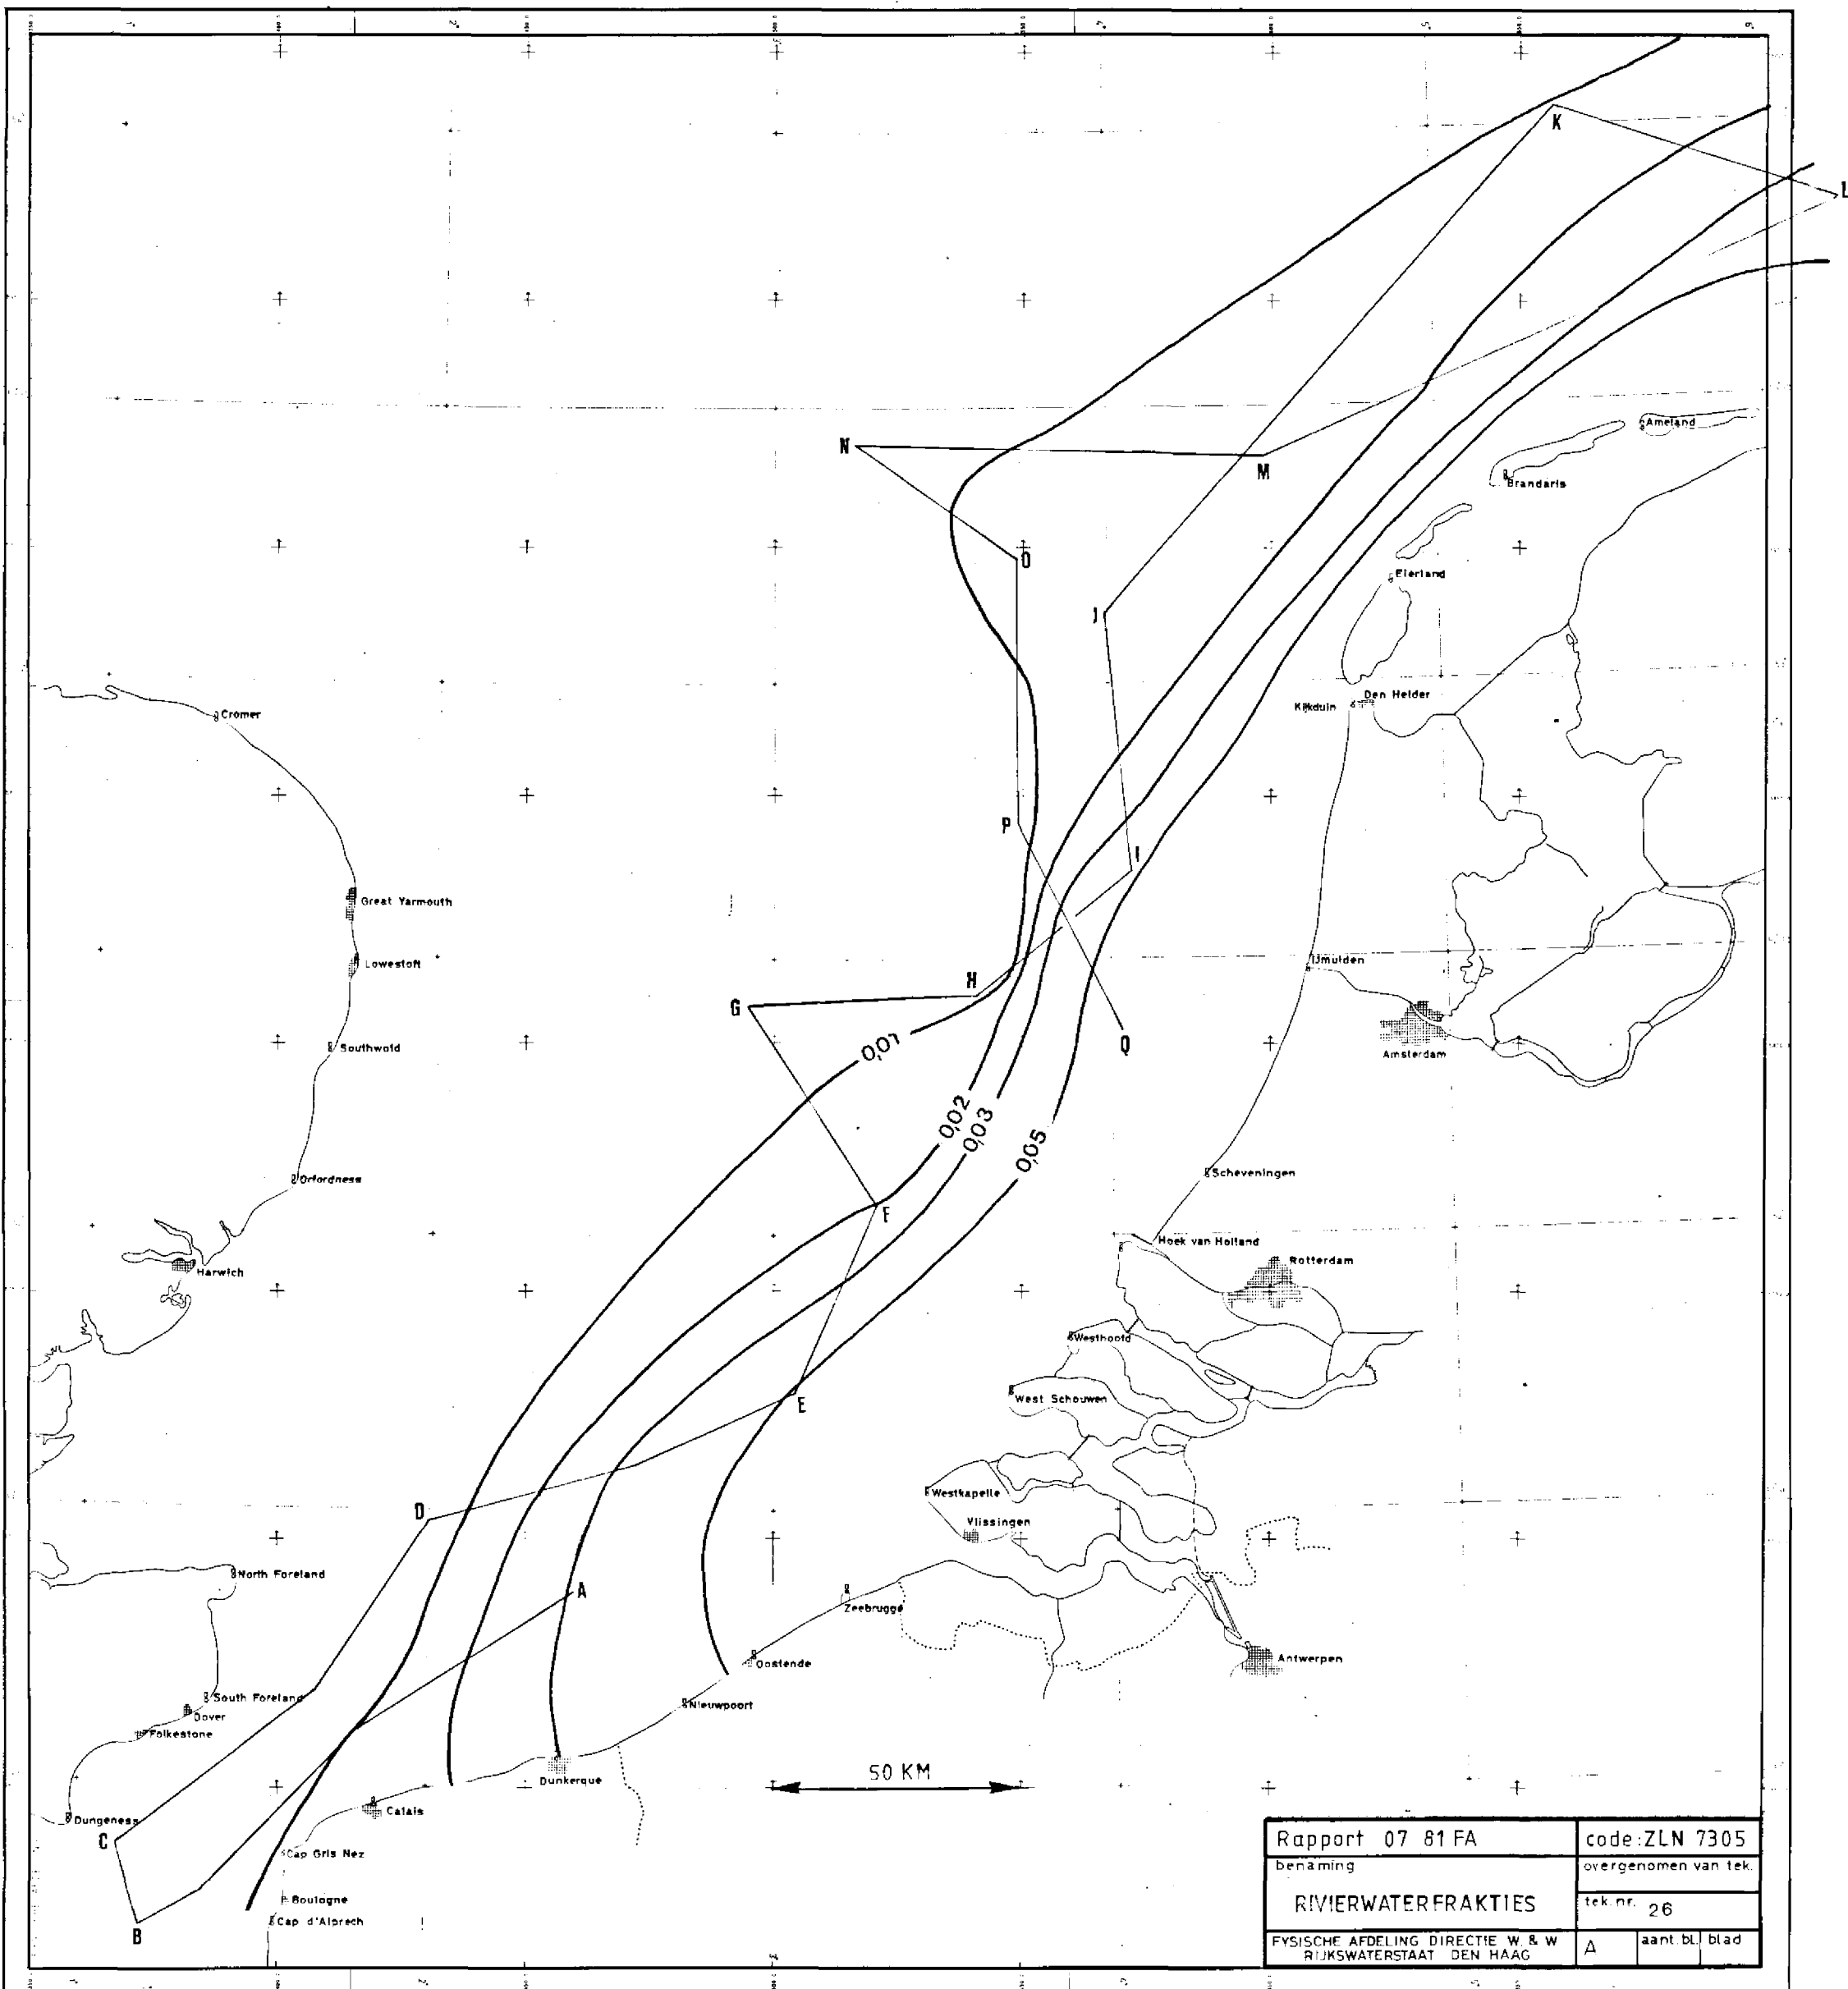 K
L
N
M
O
J
Ameland
Brandaris
Eierland
Cromer
Kijkduin
Den Helder
P
I
Great Yarmouth
Lowestoft
IJmuiden
H
G
Southwold
0,01
Q
Amsterdam
0,02
0,03
0,05
Orfordness
Scheveningen
F
Hoek van Holland
Harwich
Rotterdam
Westhoofd
E
West Schouwen
D
Westkapelle
Vlissingen
North Foreland
A
Zeebrugge
Oostende
Antwerpen
South Foreland
Dover
Nieuwpoort
Folkestone
50 KM
Dunkerque
Calais
Dungeness
C
Cap Gris Nez
Boulogne
Cap d'Alprech
B
Rapport 07 81 FA
code: ZLN 7305
benaming
overgenomen van tek.
RIVIERWATERFRAKTIES
tek. nr. 26
FYSISCHE AFDELING DIRECTIE W. & W
RIJKSWATERSTAAT DEN HAAG
A
aant. bl.
blad